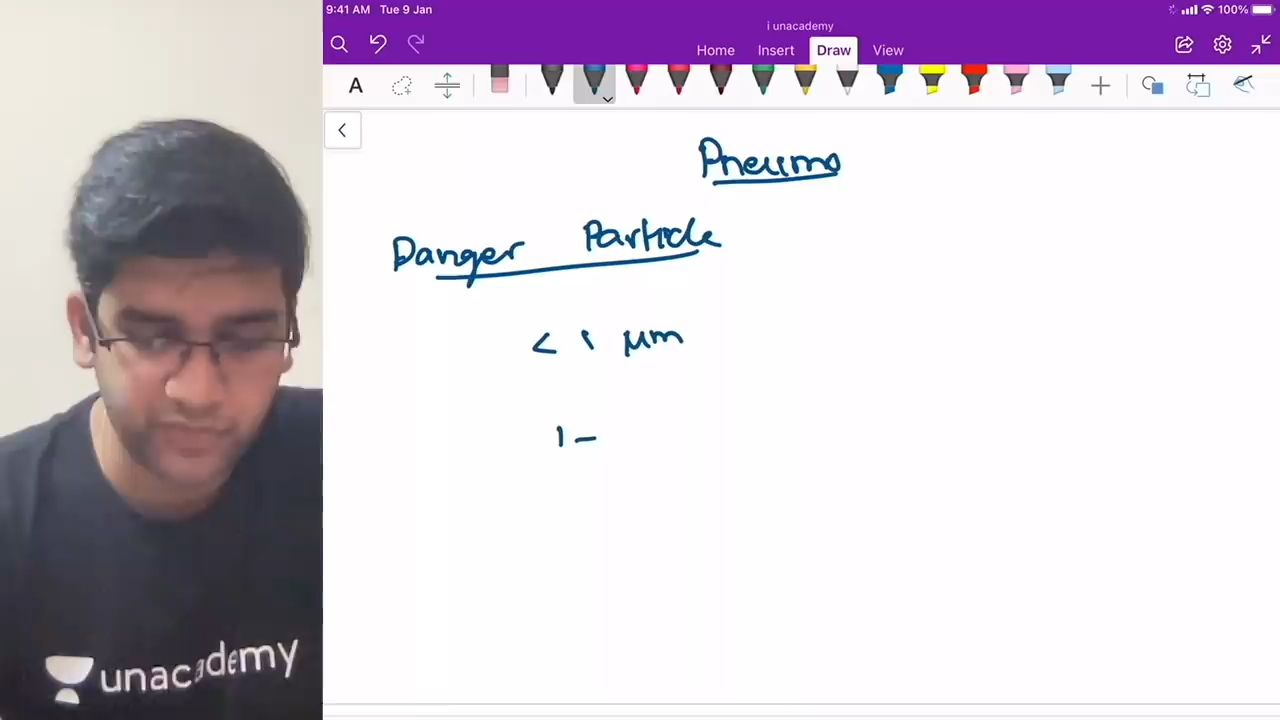 9:41 AM Tue 9 Jan
100%
i unacademy
Home Insert Draw View
A
Pneumo
Danger Particle
< 1 μm
1 –
unacademy